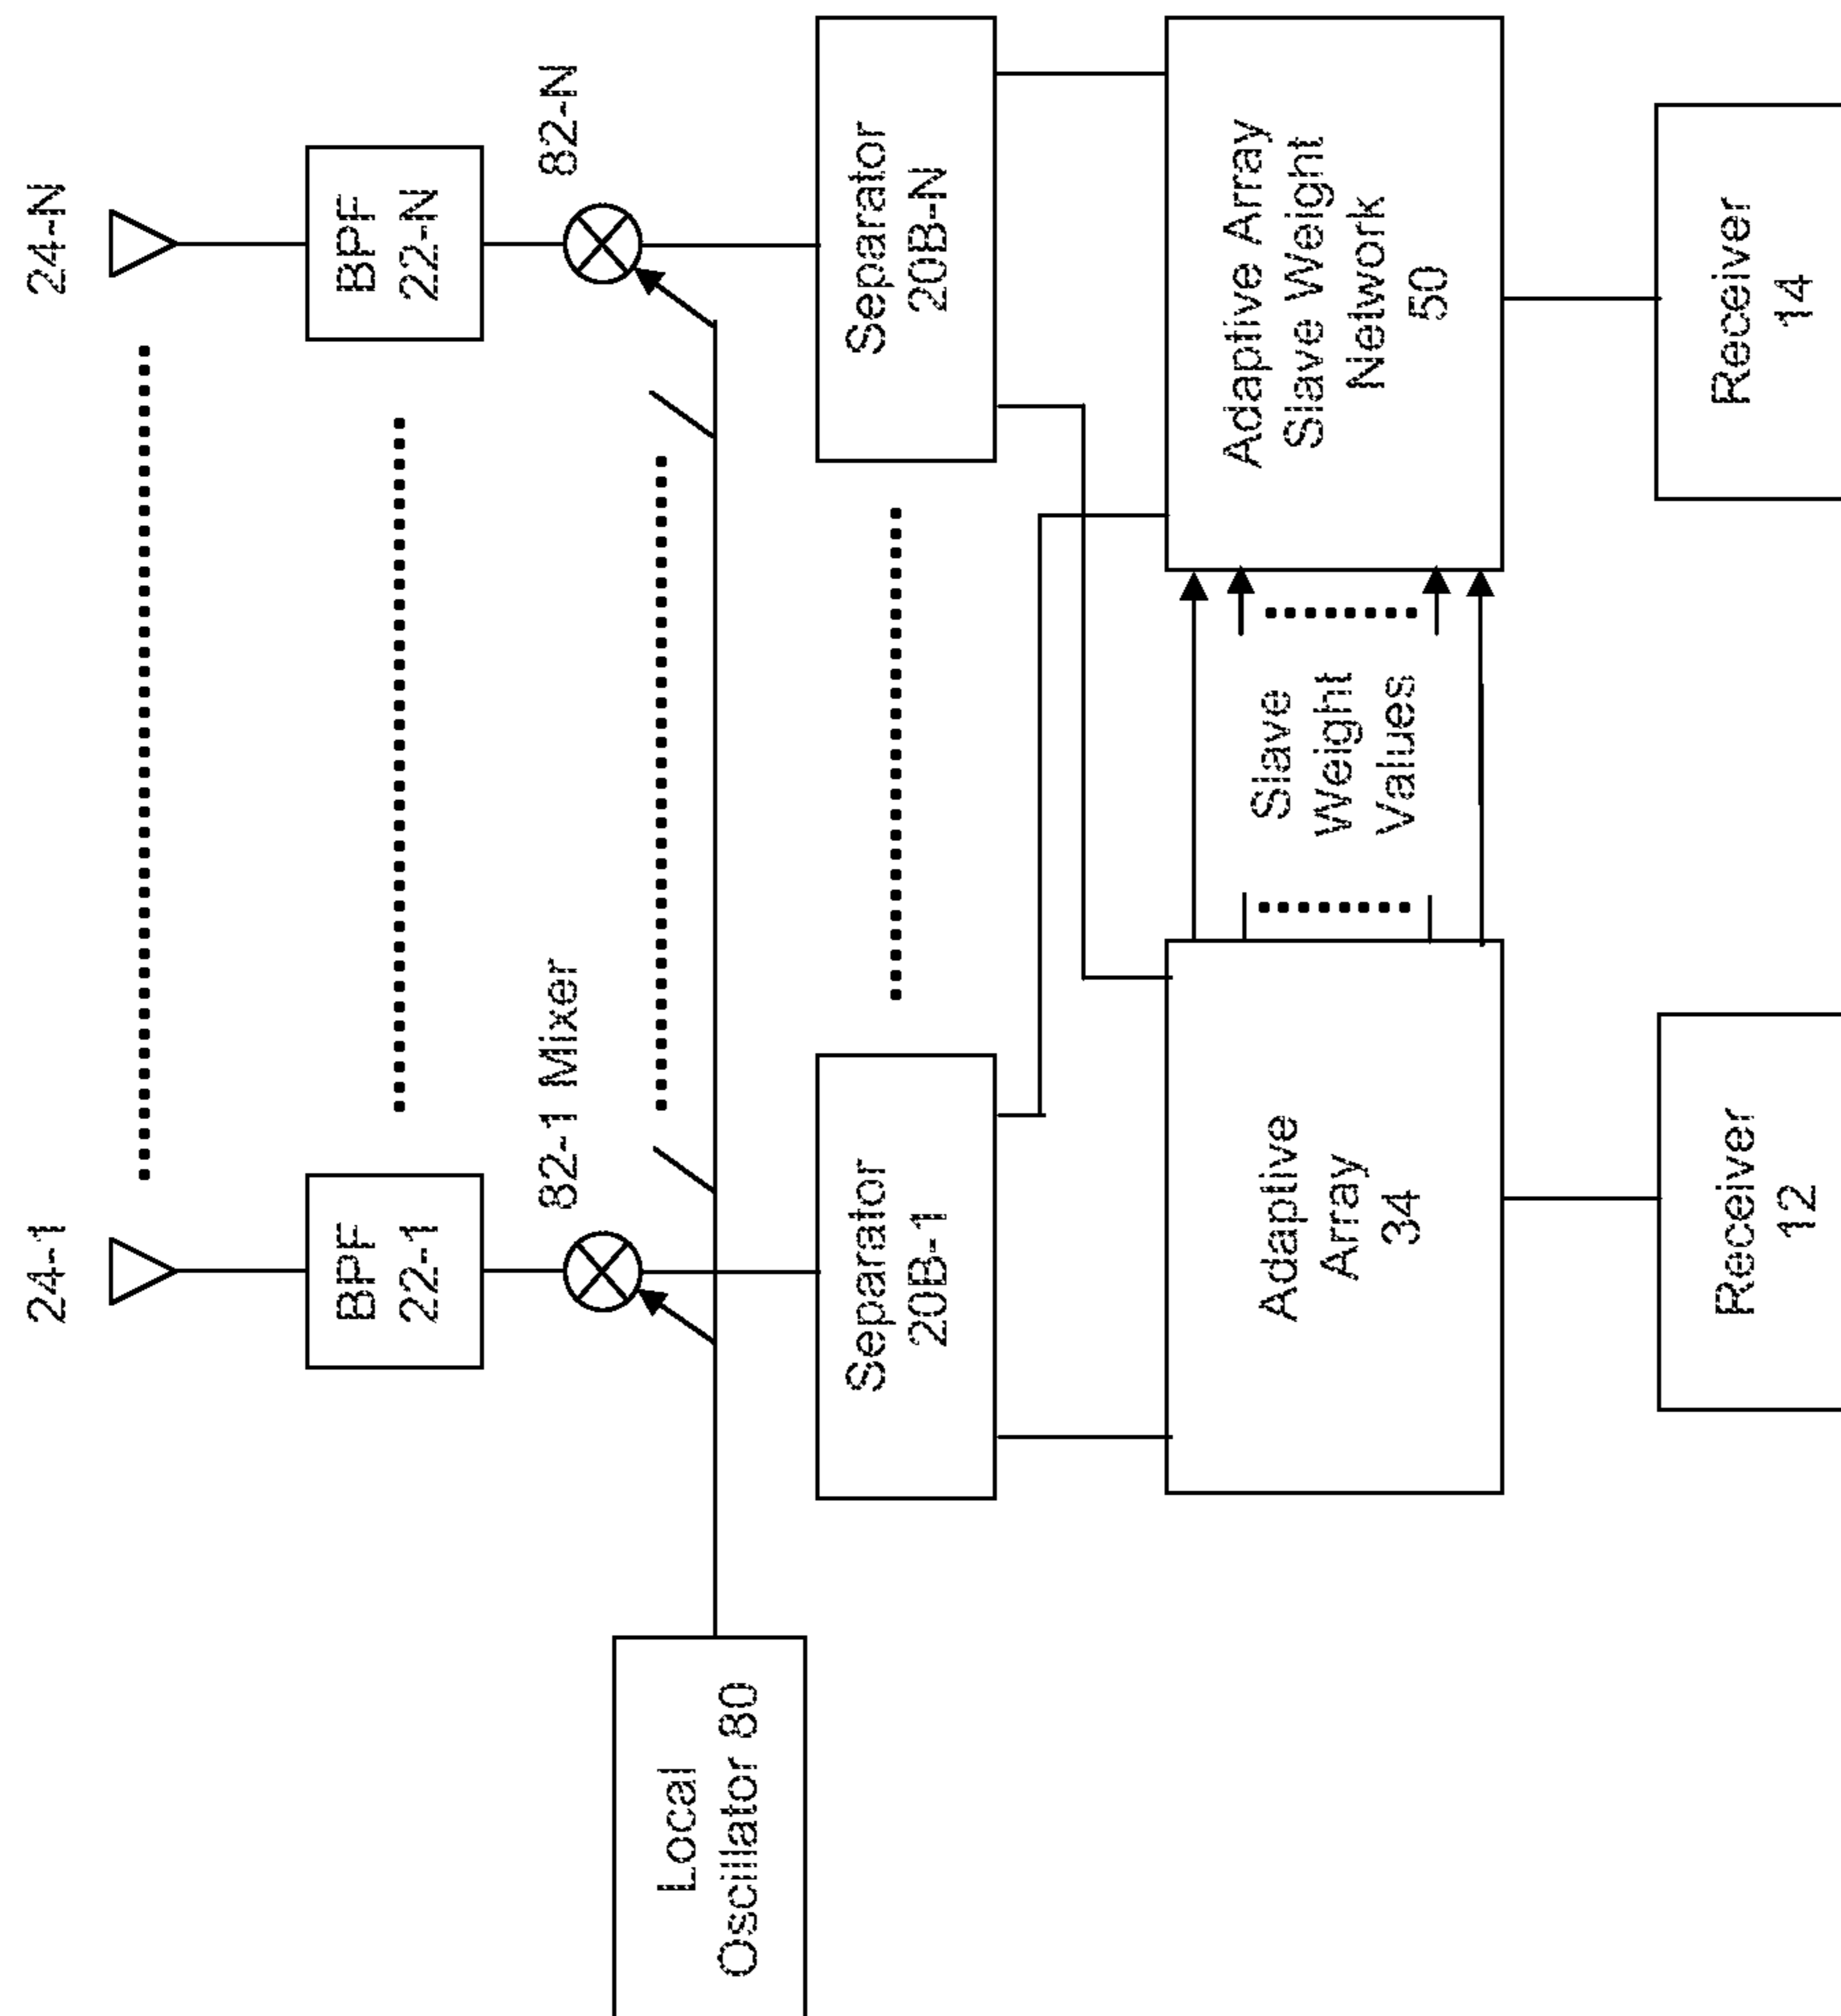 24-1
24-N
BPF
22-1
BPF
22-N
82-1 Mixer
82-N
Local
Oscillator 80
Separator
20B-1
Separator
20B-N
Adaptive
Array
34
Slave
Weight
Values
Adaptive Array
Slave Weight
Network
50
Receiver
12
Receiver
14